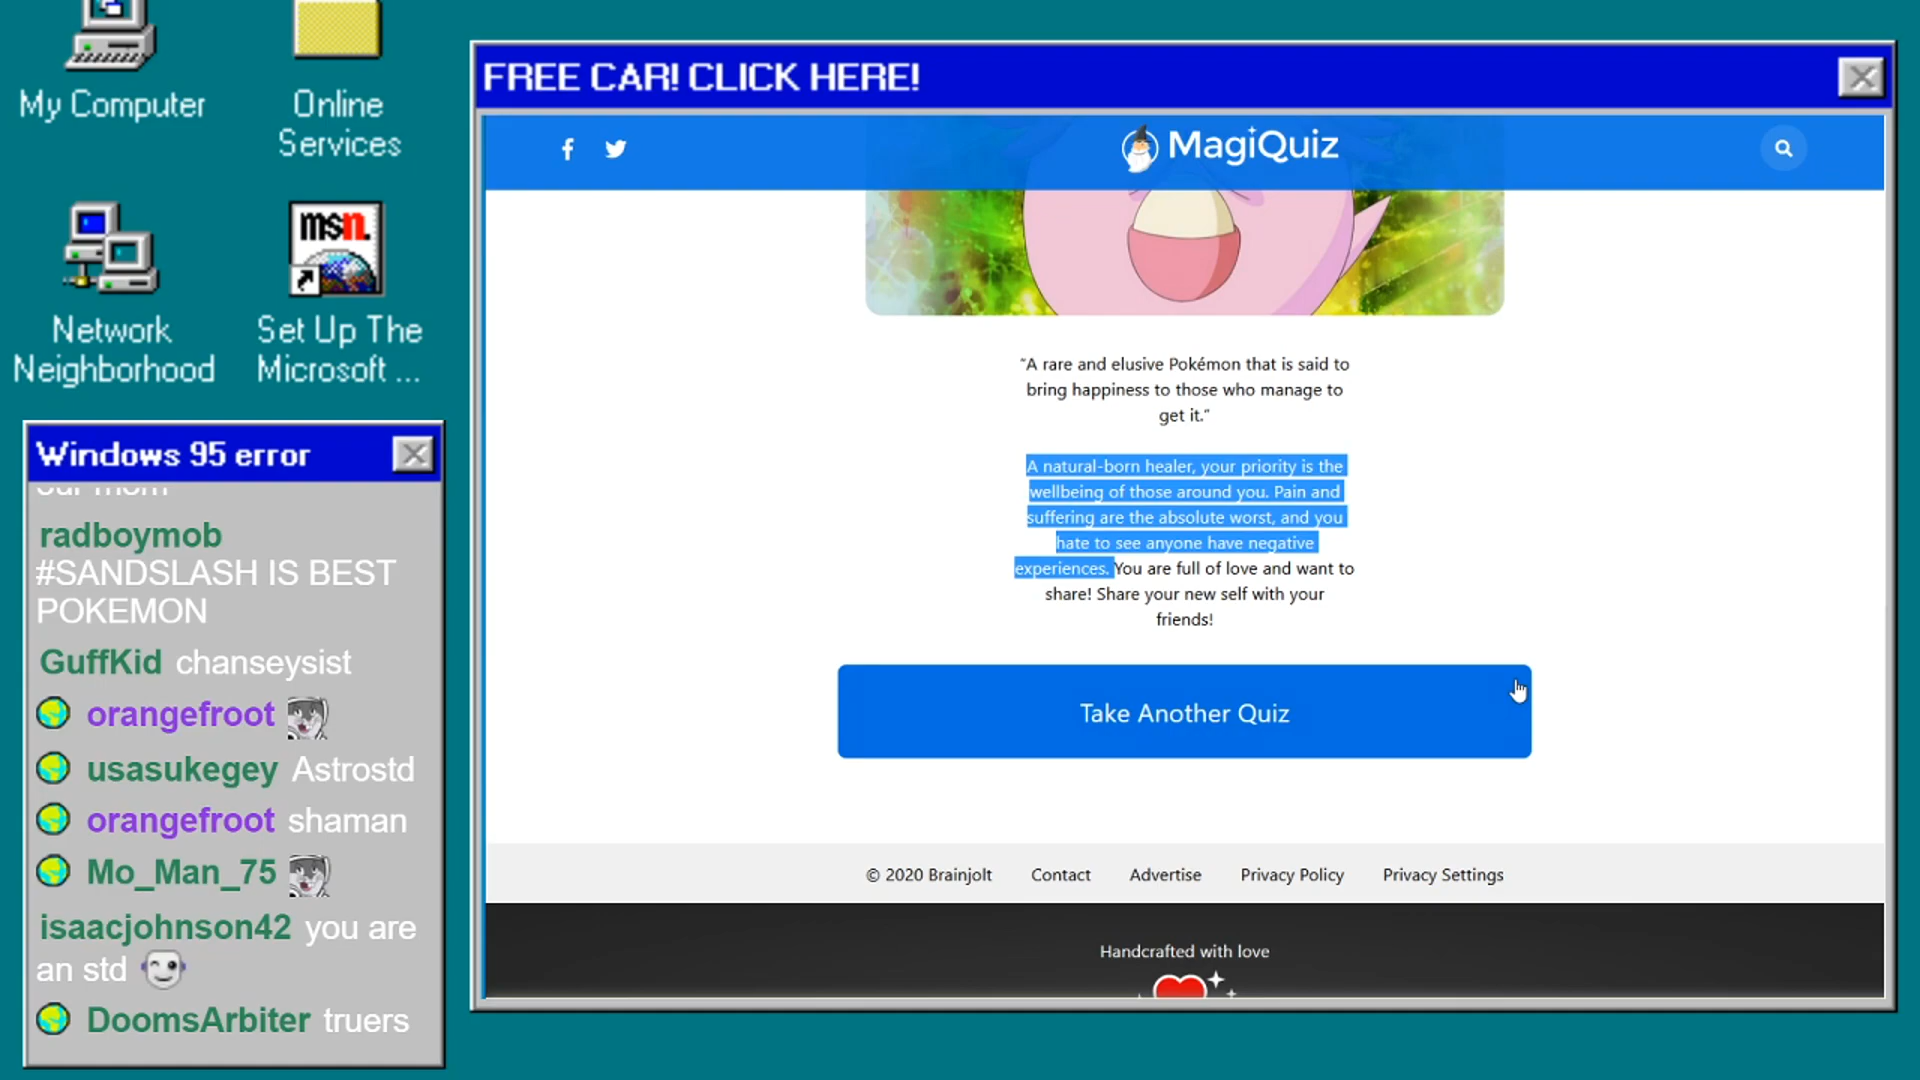 My Computer
Online
Services
msn.
Network
Neighborhood
Set Up The
Microsoft ...
Windows 95 error
radboymob
#SANDSLASH IS BEST
POKEMON
GuffKid chanseysist
orangefroot
usasukegey Astrostd
orangefroot shaman
Mo_Man_75
isaacjohnson42 you are
an std
DoomsArbiter truers
FREE CAR! CLICK HERE!
MagiQuiz
“A rare and elusive Pokémon that is said to
bring happiness to those who manage to
get it.”
A natural-born healer, your priority is the
wellbeing of those around you. Pain and
suffering are the absolute worst, and you
hate to see anyone have negative
experiences. You are full of love and want to
share! Share your new self with your
friends!
Take Another Quiz
© 2020 Brainjolt Contact Advertise Privacy Policy Privacy Settings
Handcrafted with love